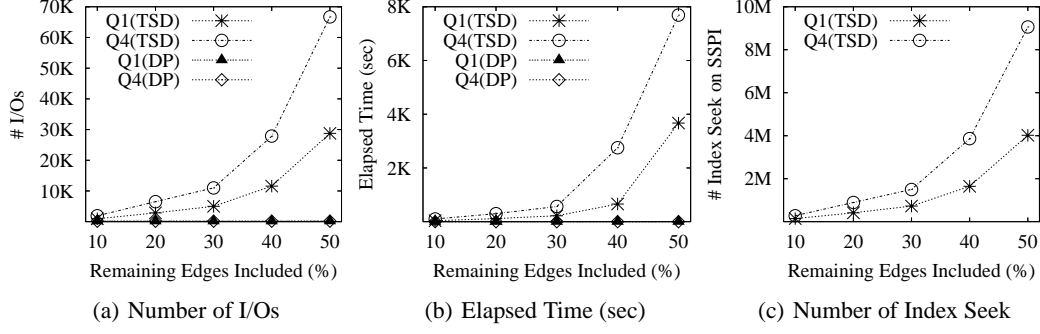 # I/Os
70K
60K
50K
40K
30K
20K
10K
Q1(TSD)
Q4(TSD)
Q1(DP)
Q4(DP)
10 20 30 40 50
Remaining Edges Included (%)
(a) Number of I/Os
Elapsed Time (sec)
8K
6K
4K
2K
Q1(TSD)
Q4(TSD)
Q1(DP)
Q4(DP)
10 20 30 40 50
Remaining Edges Included (%)
(b) Elapsed Time (sec)
# Index Seek on SSPI
10M
8M
6M
4M
2M
Q1(TSD)
Q4(TSD)
10 20 30 40 50
Remaining Edges Included (%)
(c) Number of Index Seek